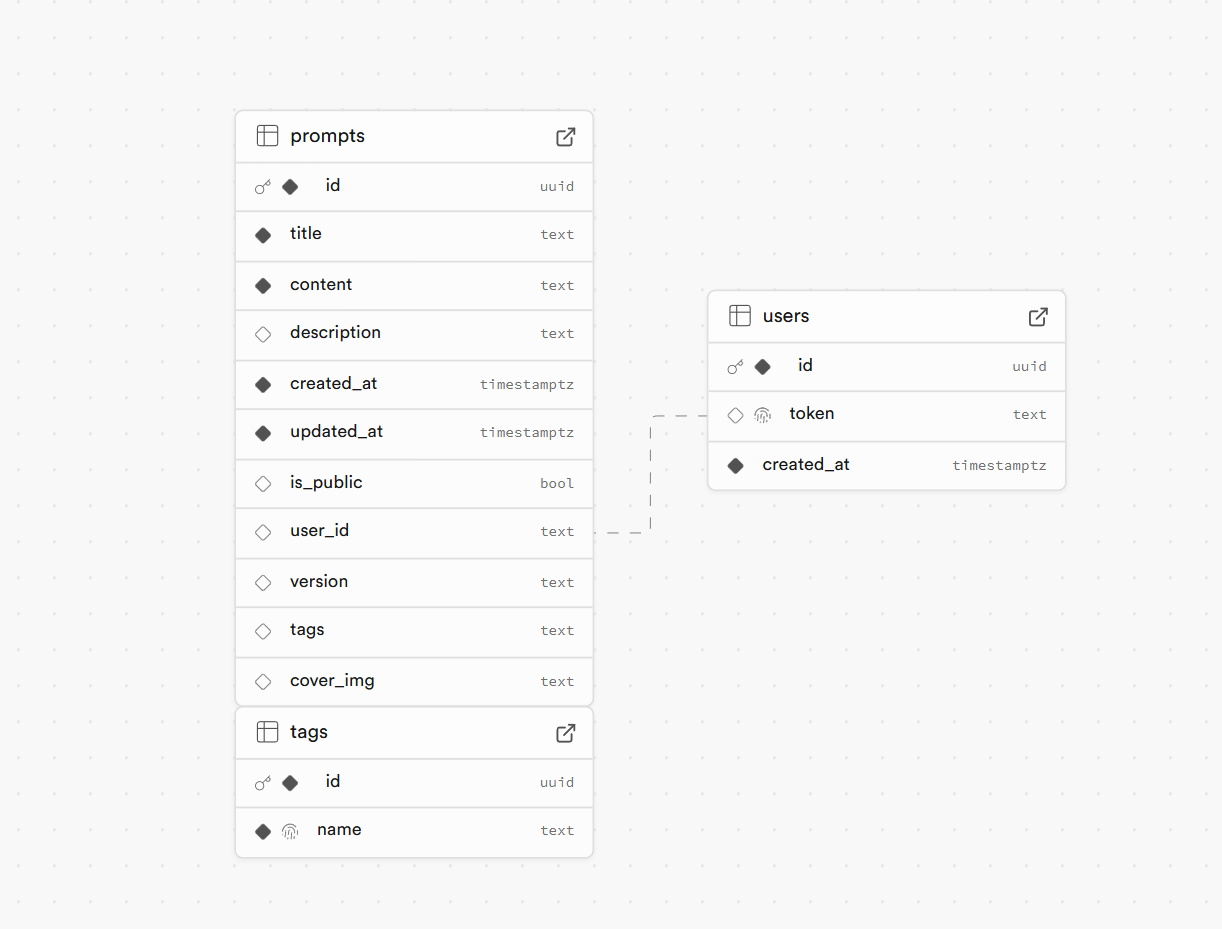 prompts
id uuid
title text
content text
description text
created_at timestamptz
updated_at timestamptz
is_public bool
user_id text
version text
tags text
cover_img text
tags
id uuid
name text
users
id uuid
token text
created_at timestamptz